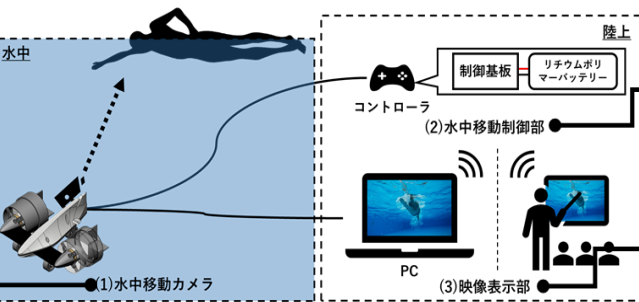 水中
陸上
制御基板
リチウムポリ
マーバッテリー
コントローラ
(2)水中移動制御部
PC
(1)水中移動カメラ
(3)映像表示部